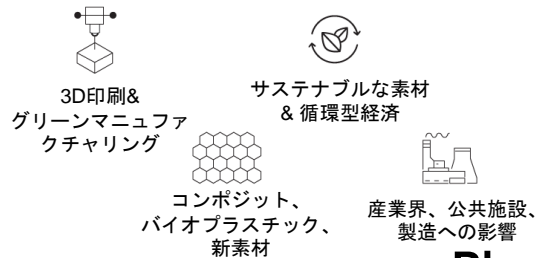 3D印刷&
グリーンマニュファ
クチャリング
サステナブルな素材
& 循環型経済
コンポジット、
バイオプラスチック、
新素材
産業界、公共施設、
製造への影響